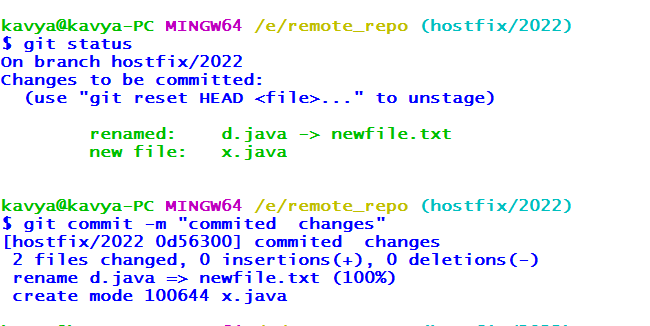 kavya@kavya-PC MINGW64 /e/remote_repo (hostfix/2022)
$ git status
On branch hostfix/2022
Changes to be committed:
  (use "git reset HEAD <file>..." to unstage)

        renamed:    d.java -> newfile.txt
        new file:   x.java

kavya@kavya-PC MINGW64 /e/remote_repo (hostfix/2022)
$ git commit -m "commited  changes"
[hostfix/2022 0d56300] commited  changes
 2 files changed, 0 insertions(+), 0 deletions(-)
 rename d.java => newfile.txt (100%)
 create mode 100644 x.java